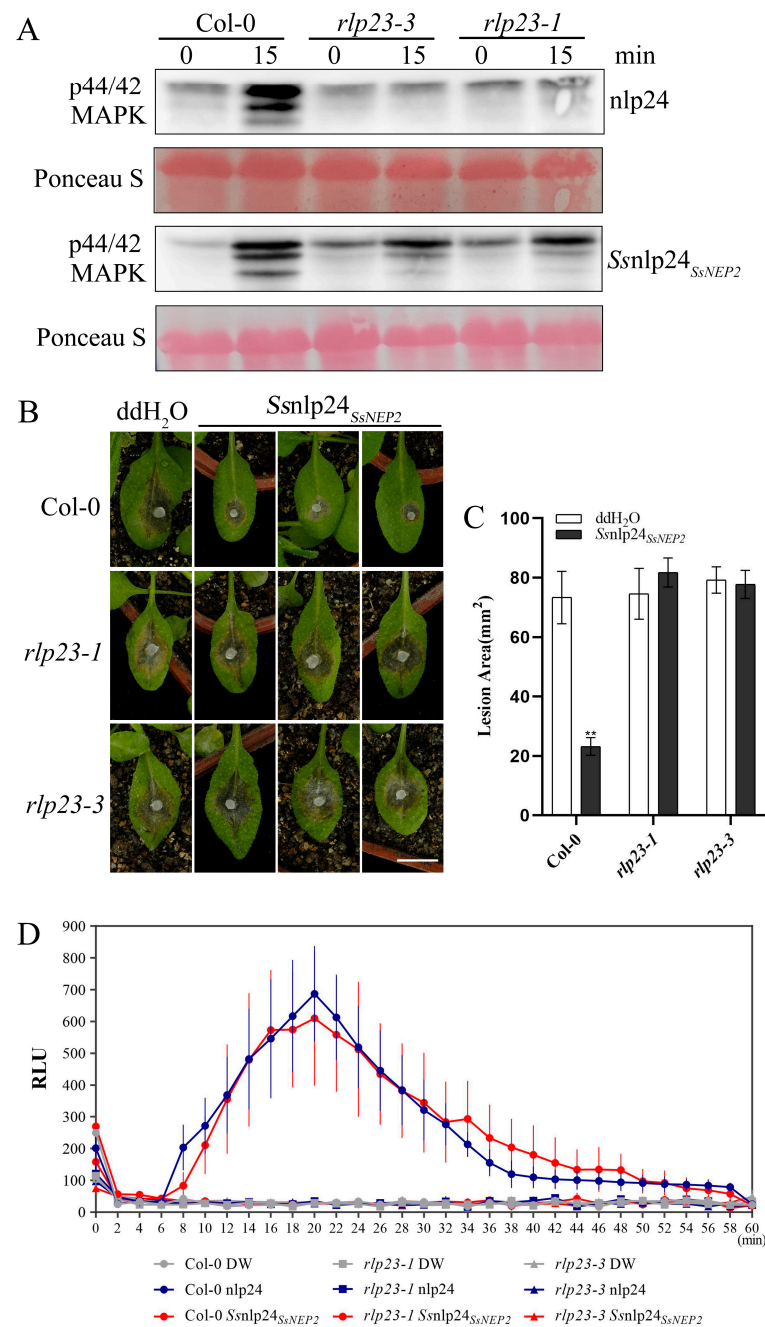 A
Col-0 rlp23-3 rlp23-1
0 15 0 15 0 15 min
p44/42
MAPK
nlp24
Ponceau S
p44/42
MAPK
Ssnlp24SsNEP2
Ponceau S
B
ddH2O Ssnlp24SsNEP2
Col-0
rlp23-1
rlp23-3
C
ddH2O
Ssnlp24SsNEP2
100
80
60
40
20
0
Lesion Area(mm2)
**
Col-0 rlp23-1 rlp23-3
D
900
800
700
600
500
400
300
200
100
0
RLU
0 2 4 6 8 10 12 14 16 18 20 22 24 26 28 30 32 34 36 38 40 42 44 46 48 50 52 54 56 58 60
(min)
Col-0 DW rlp23-1 DW rlp23-3 DW
Col-0 nlp24 rlp23-1 nlp24 rlp23-3 nlp24
Col-0 Ssnlp24SsNEP2 rlp23-1 Ssnlp24SsNEP2 rlp23-3 Ssnlp24SsNEP2